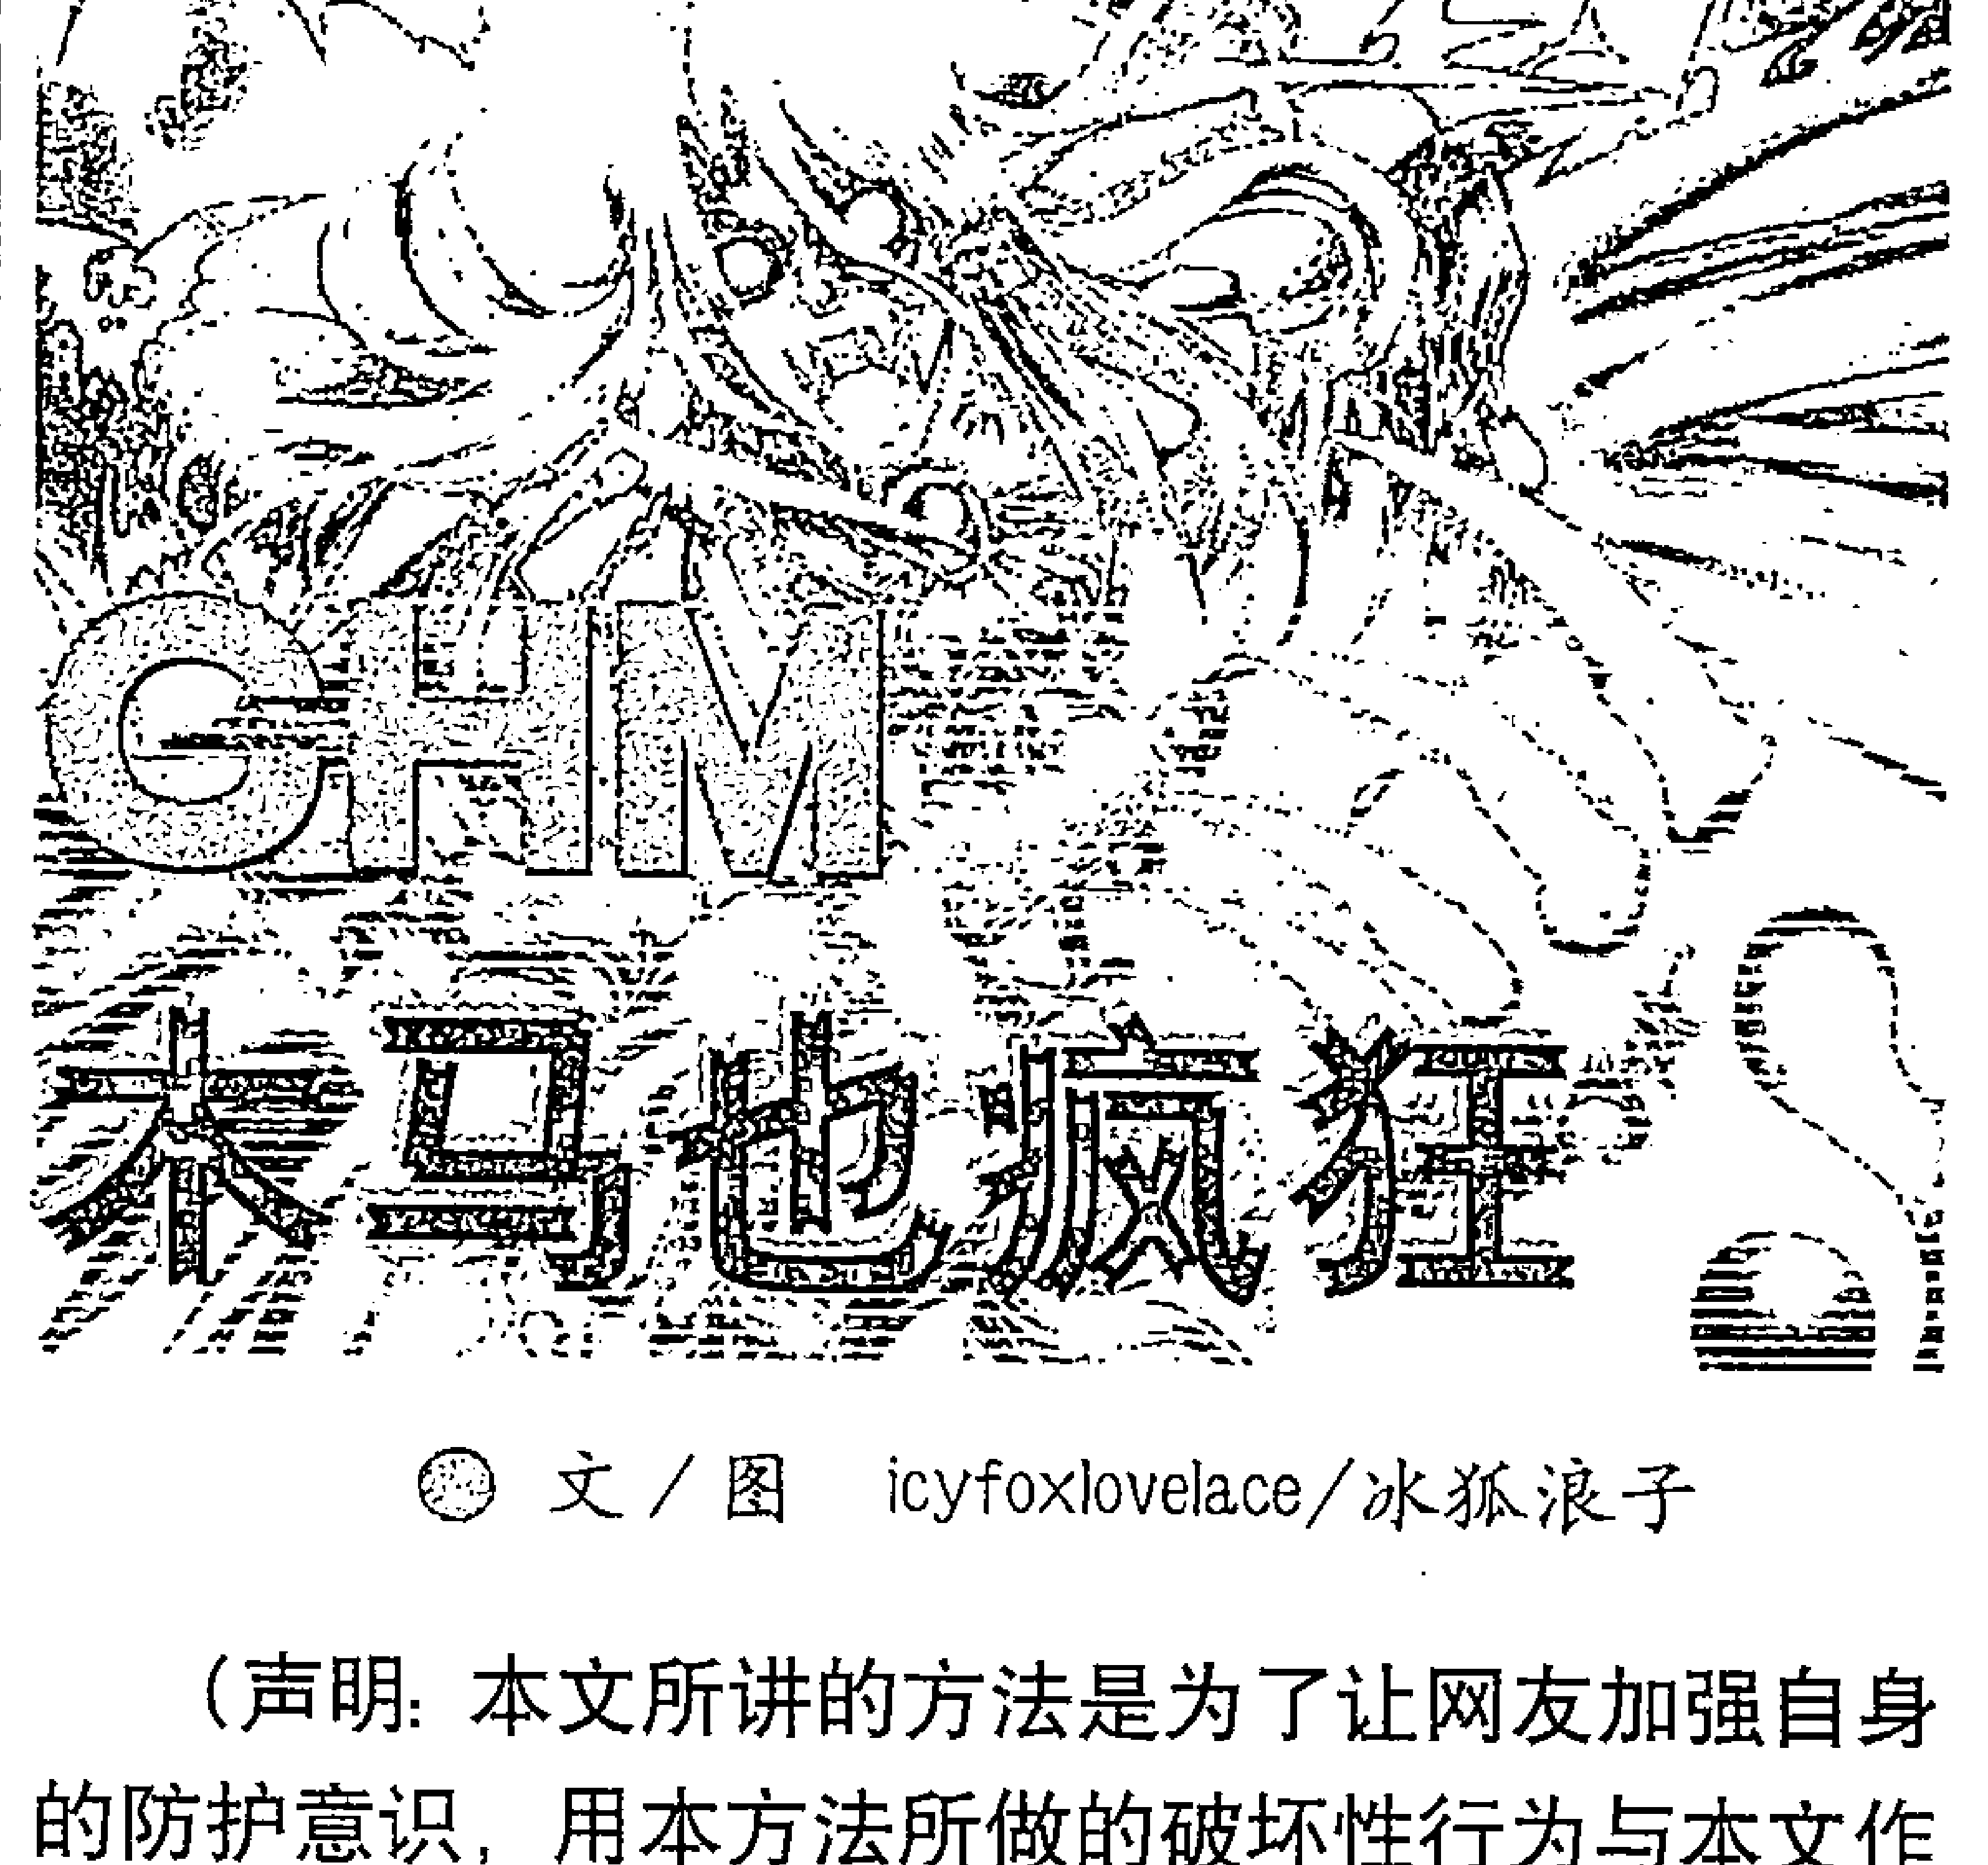 CHM
木马也疯狂
文/图 icyfoxlovelace/冰狐浪子
(声明: 本文所讲的方法是为了让网友加强自身
的防护意识, 用本方法所做的破坏性行为与本文作